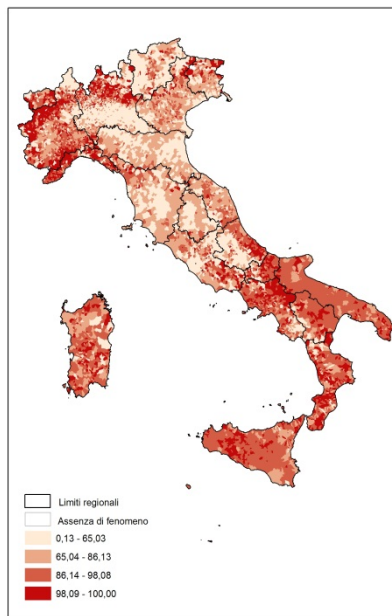 Limiti regionali
Assenza di fenomeno
0,13 - 65,03
65,04 - 86,13
86,14 - 98,08
98,09 - 100,00